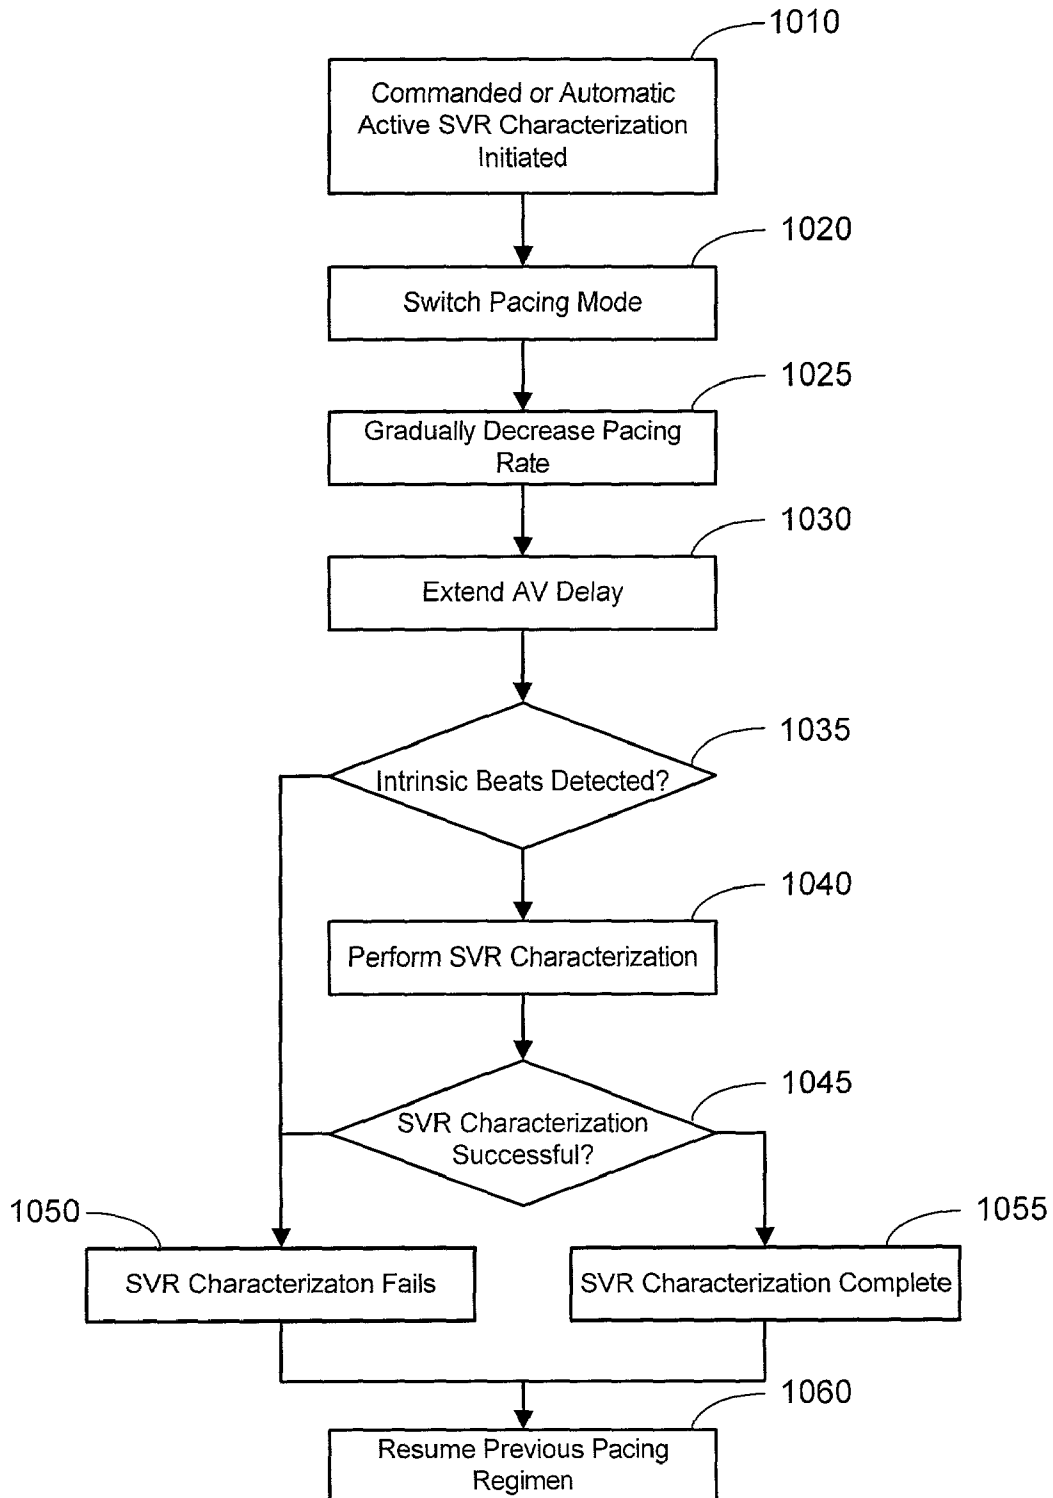 1010
Commanded or Automatic
Active SVR Characterization
Initiated
1020
Switch Pacing Mode
1025
Gradually Decrease Pacing
Rate
1030
Extend AV Delay
1035
Intrinsic Beats Detected?
1040
Perform SVR Characterization
1045
SVR Characterization
Successful?
1050
SVR Characterizaton Fails
1055
SVR Characterization Complete
1060
Resume Previous Pacing
Regimen